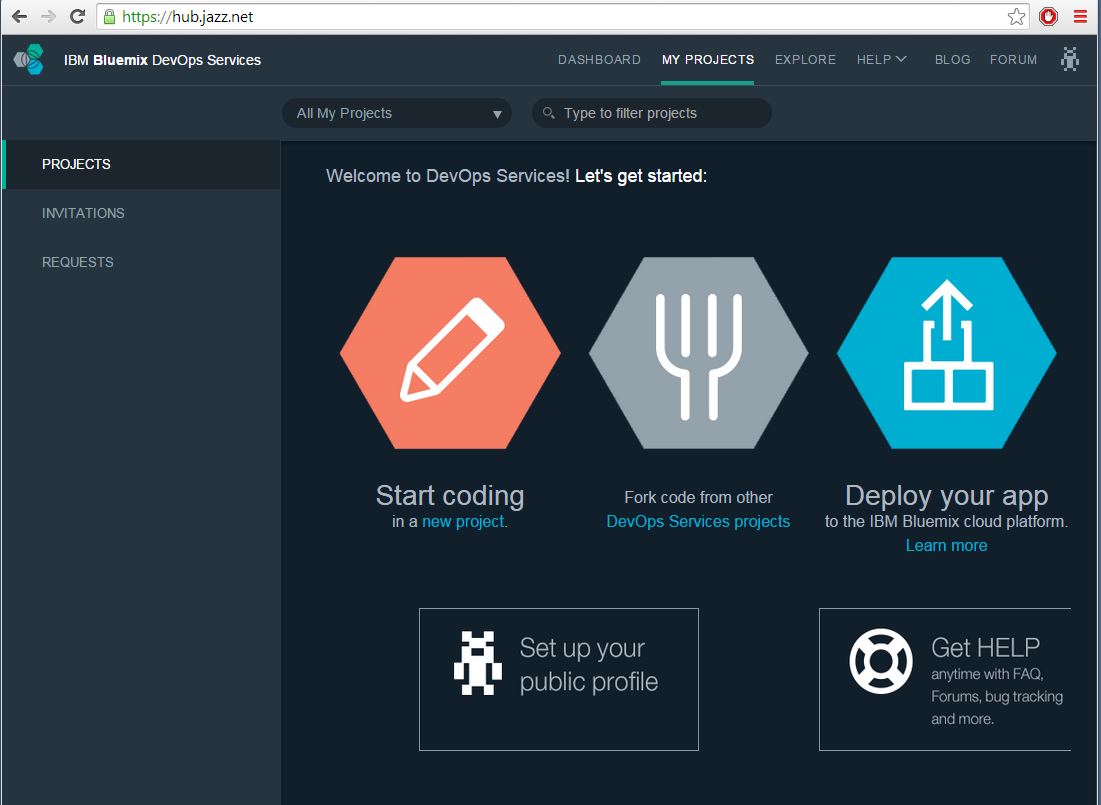 https://hub.jazz.net
IBM Bluemix DevOps Services
DASHBOARD
MY PROJECTS
EXPLORE
HELP
BLOG
FORUM
All My Projects
Type to filter projects
PROJECTS
INVITATIONS
REQUESTS
Welcome to DevOps Services! Let's get started:
Start coding
in a new project.
Fork code from other
DevOps Services projects
Deploy your app
to the IBM Bluemix cloud platform.
Learn more
Set up your
public profile
Get HELP
anytime with FAQ,
Forums, bug tracking
and more.